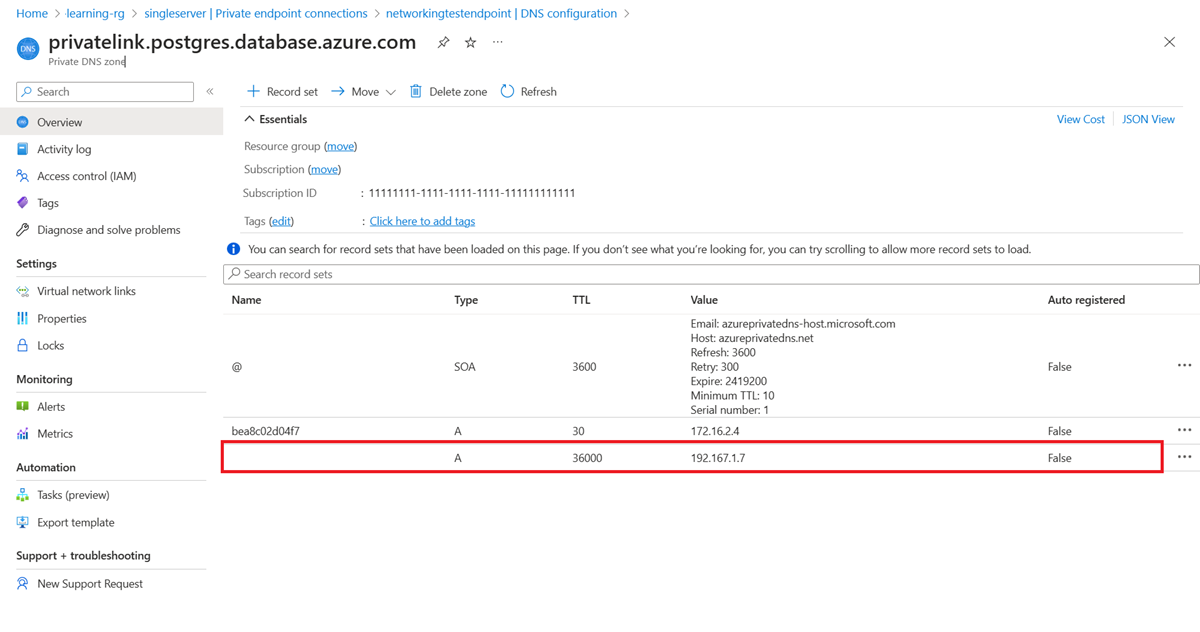 Home > learning-rg > singleserver | Private endpoint connections > networkingtestendpoint | DNS configuration >
DNS
privatelink.postgres.database.azure.com
Private DNS zone
Search
Overview
Activity log
Access control (IAM)
Tags
Diagnose and solve problems
Settings
Virtual network links
Properties
Locks
Monitoring
Alerts
Metrics
Automation
Tasks (preview)
Export template
Support + troubleshooting
New Support Request
Record set Move Delete zone Refresh
Essentials View Cost JSON View
Resource group (move)
Subscription (move)
Subscription ID : 11111111-1111-1111-1111-111111111111
Tags (edit) : Click here to add tags
You can search for record sets that have been loaded on this page. If you don't see what you're looking for, you can try scrolling to allow more record sets to load.
Search record sets
Name Type TTL Value Auto registered
Email: azureprivatedns-host.microsoft.com
Host: azureprivatedns.net
Refresh: 3600
@ SOA 3600 Retry: 300 False
Expire: 2419200
Minimum TTL: 10
Serial number: 1
bea8c02d04f7 A 30 172.16.2.4 False
A 36000 192.167.1.7 False